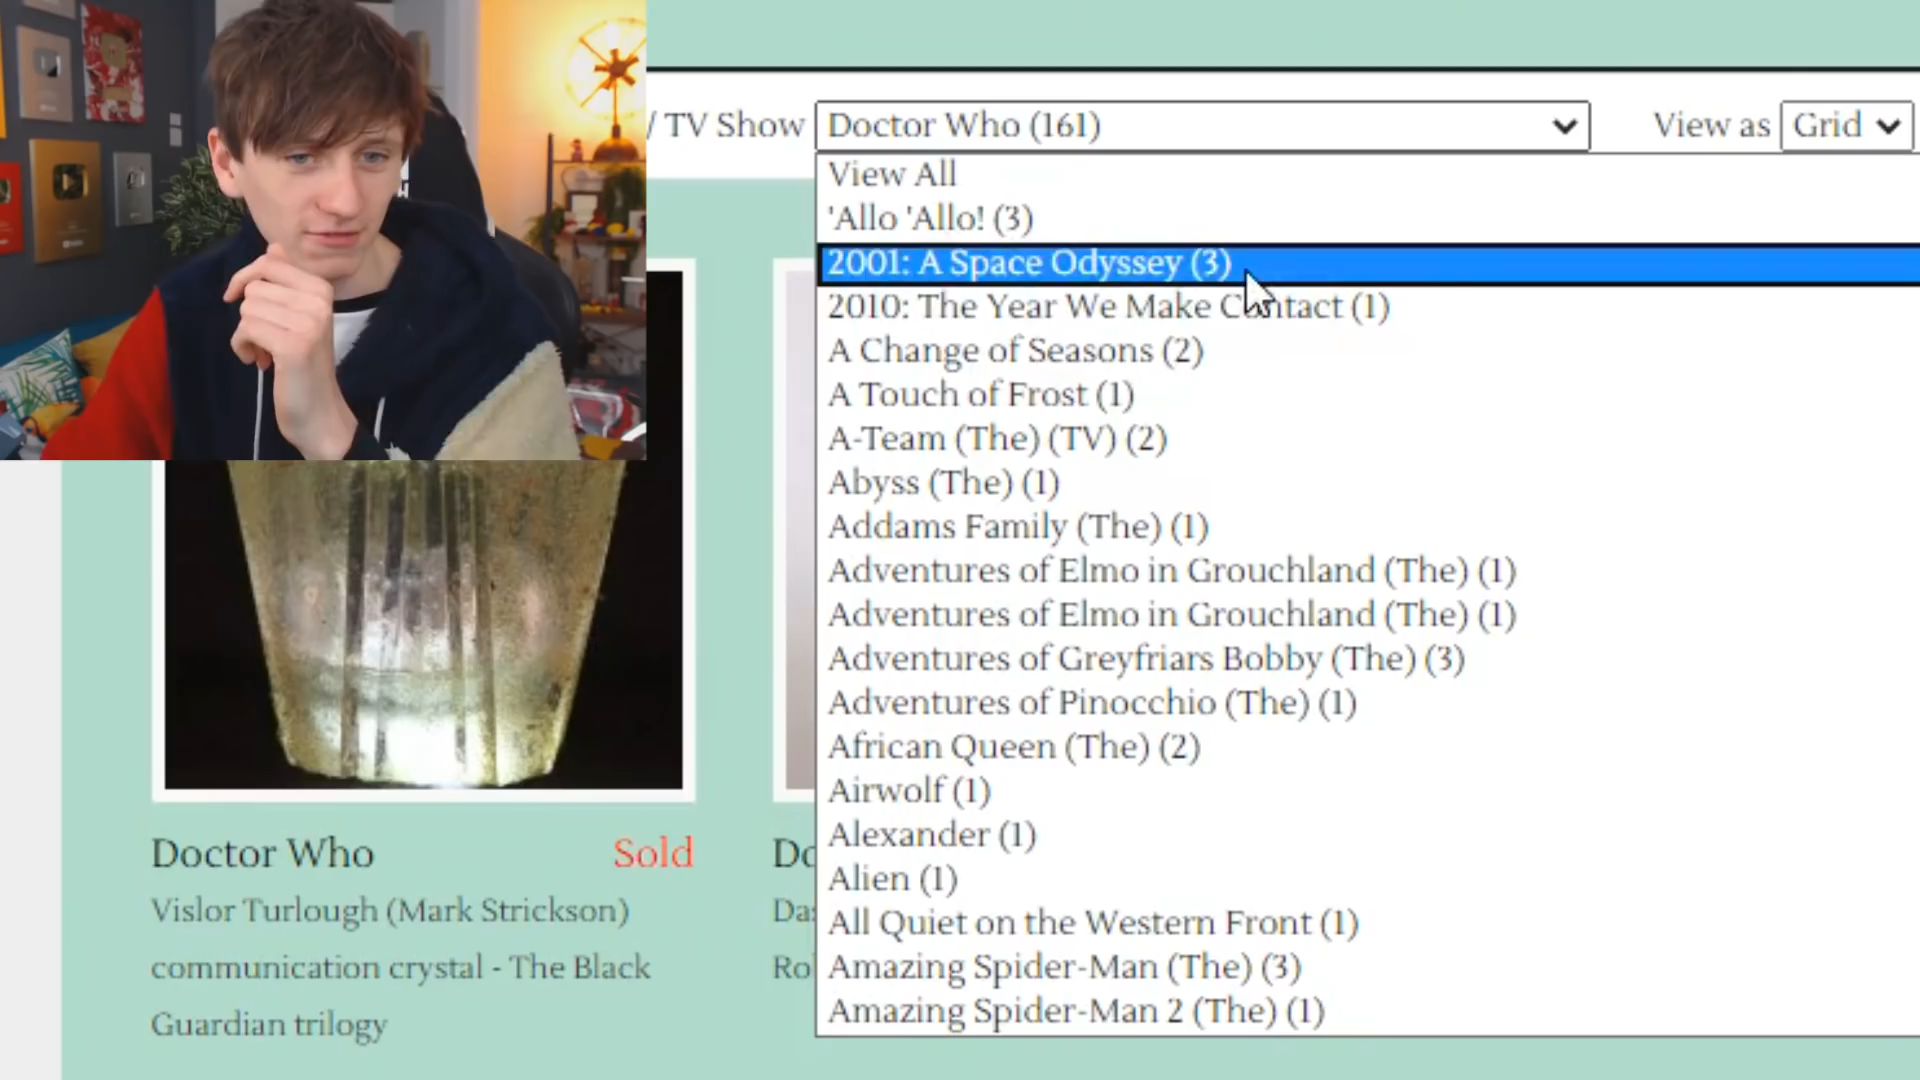 / TV Show Doctor Who (161) View as Grid
View All
'Allo 'Allo! (3)
2001: A Space Odyssey (3)
2010: The Year We Make Contact (1)
A Change of Seasons (2)
A Touch of Frost (1)
A-Team (The) (TV) (2)
Abyss (The) (1)
Addams Family (The) (1)
Adventures of Elmo in Grouchland (The) (1)
Adventures of Elmo in Grouchland (The) (1)
Adventures of Greyfriars Bobby (The) (3)
Adventures of Pinocchio (The) (1)
African Queen (The) (2)
Airwolf (1)
Alexander (1)
Alien (1)
All Quiet on the Western Front (1)
Amazing Spider-Man (The) (3)
Amazing Spider-Man 2 (The) (1)
Doctor Who Sold
Vislor Turlough (Mark Strickson)
communication crystal - The Black
Guardian trilogy